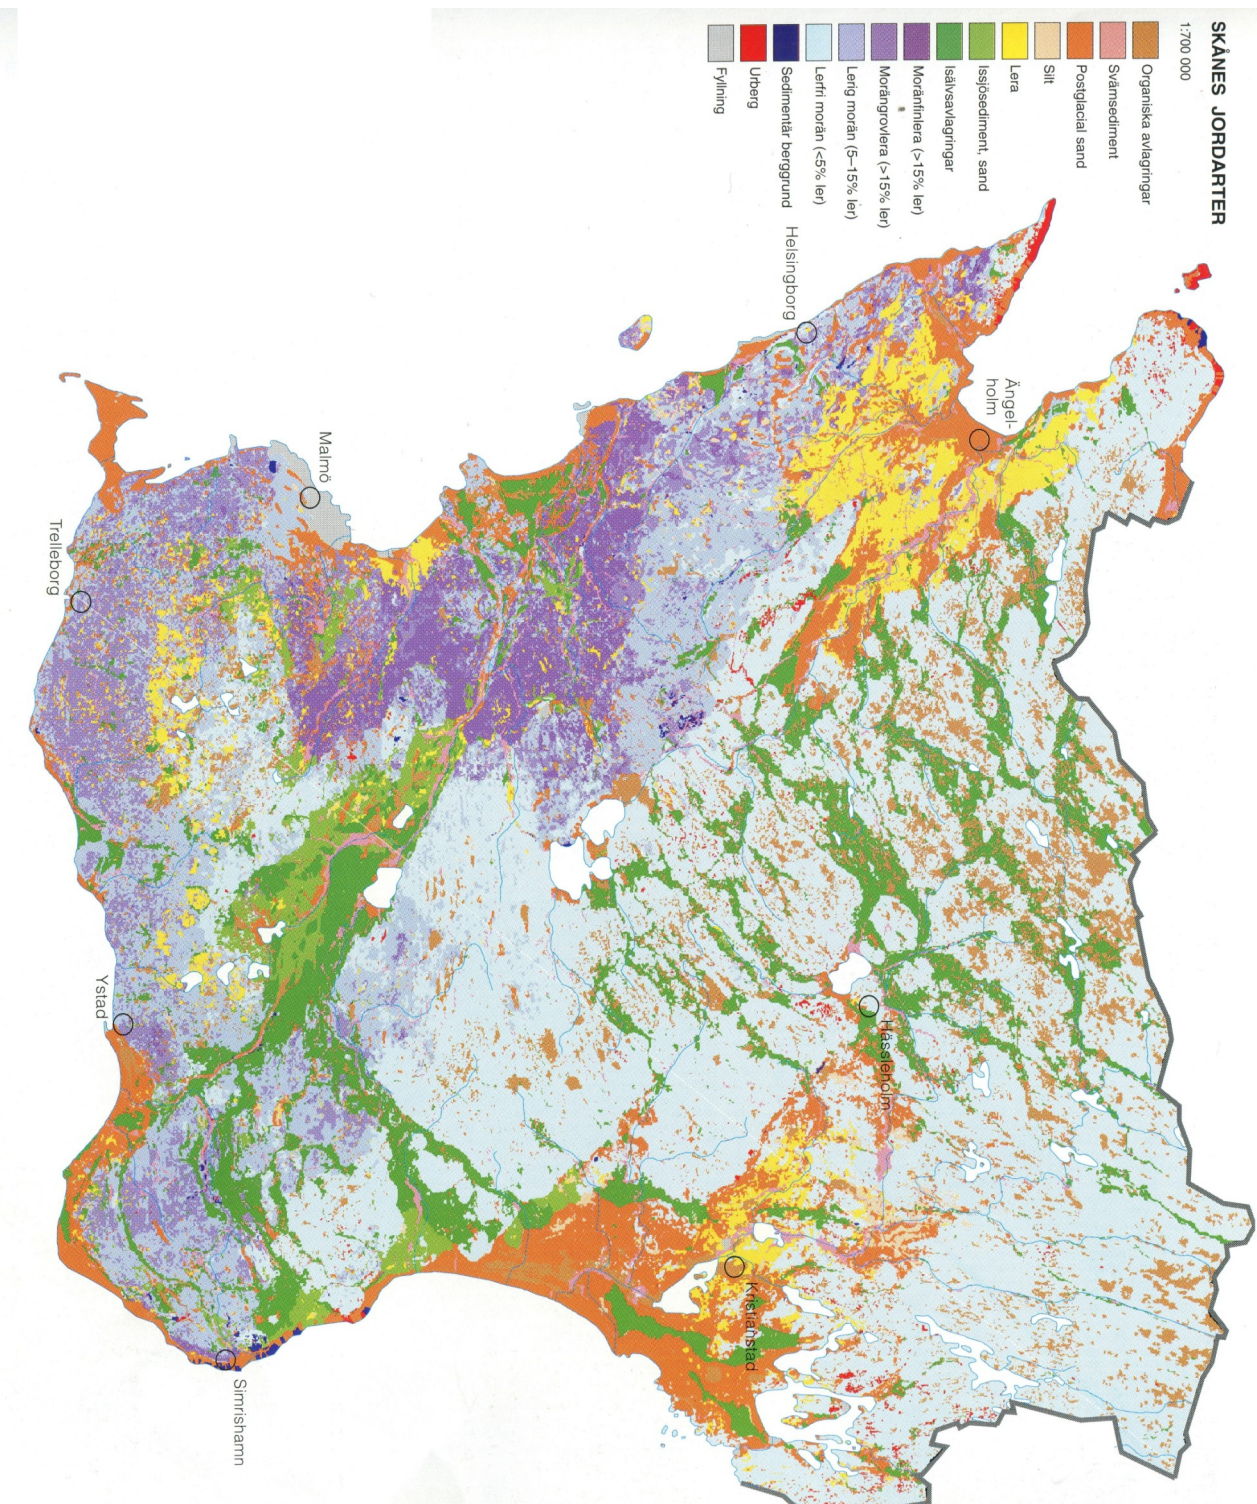 SKÅNES JORDARTER
1:700 000
Organiska avlagringar
Svämsediment
Postglacial sand
Silt
Lera
Issjösediment, sand
Isälvsavlagringar
Moränfinlera (>15% ler)
Morängrovlera (>15% ler)
Lerig morän (5–15% ler)
Lerfri morän (<5% ler)
Sedimentär berggrund
Urberg
Fyllning
Ängel-
holm
Helsingborg
Hässleholm
Kristianstad
Malmö
Trelleborg
Ystad
Simrishamn